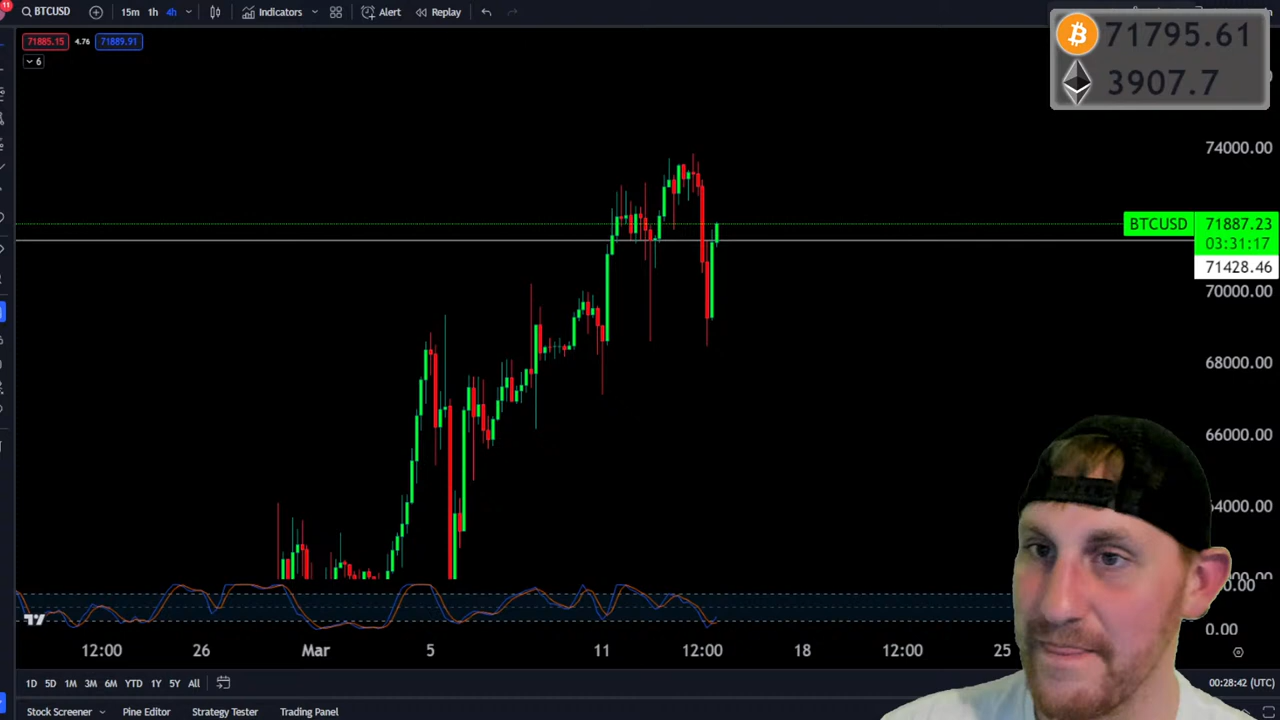 11
BTCUSD 15m 1h 4h Indicators Alert Replay
71885.15 4.76 71889.91
6
71795.61
3907.7
74000.00
BTCUSD 71887.23
03:31:17
71428.46
70000.00
68000.00
66000.00
64000.00
0.00
12:00 26 Mar 5 11 12:00 18 12:00 25
1D 5D 1M 3M 6M YTD 1Y 5Y All 00:28:42 (UTC)
Stock Screener Pine Editor Strategy Tester Trading Panel